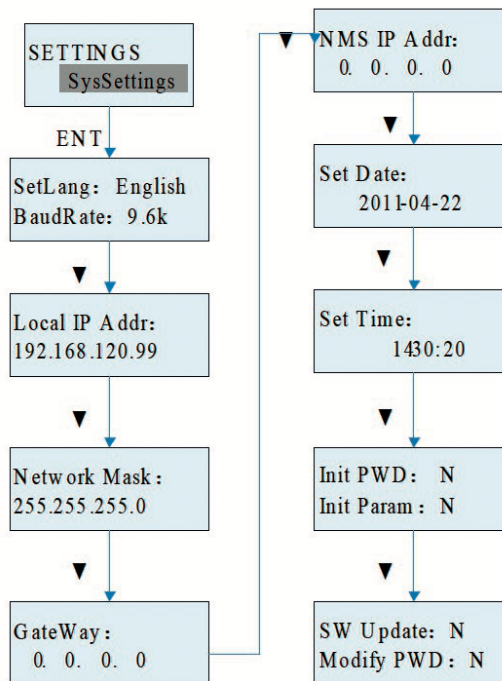 SETTINGS
SysSettings
ENT
SetLang: English
BaudRate: 9.6k
Local IP Addr:
192.168.120.99
Network Mask:
255.255.255.0
GateWay:
0. 0. 0. 0
NMS IP Addr:
0. 0. 0. 0
Set Date:
2011-04-22
Set Time:
1430:20
Init PWD: N
Init Param: N
SW Update: N
Modify PWD: N